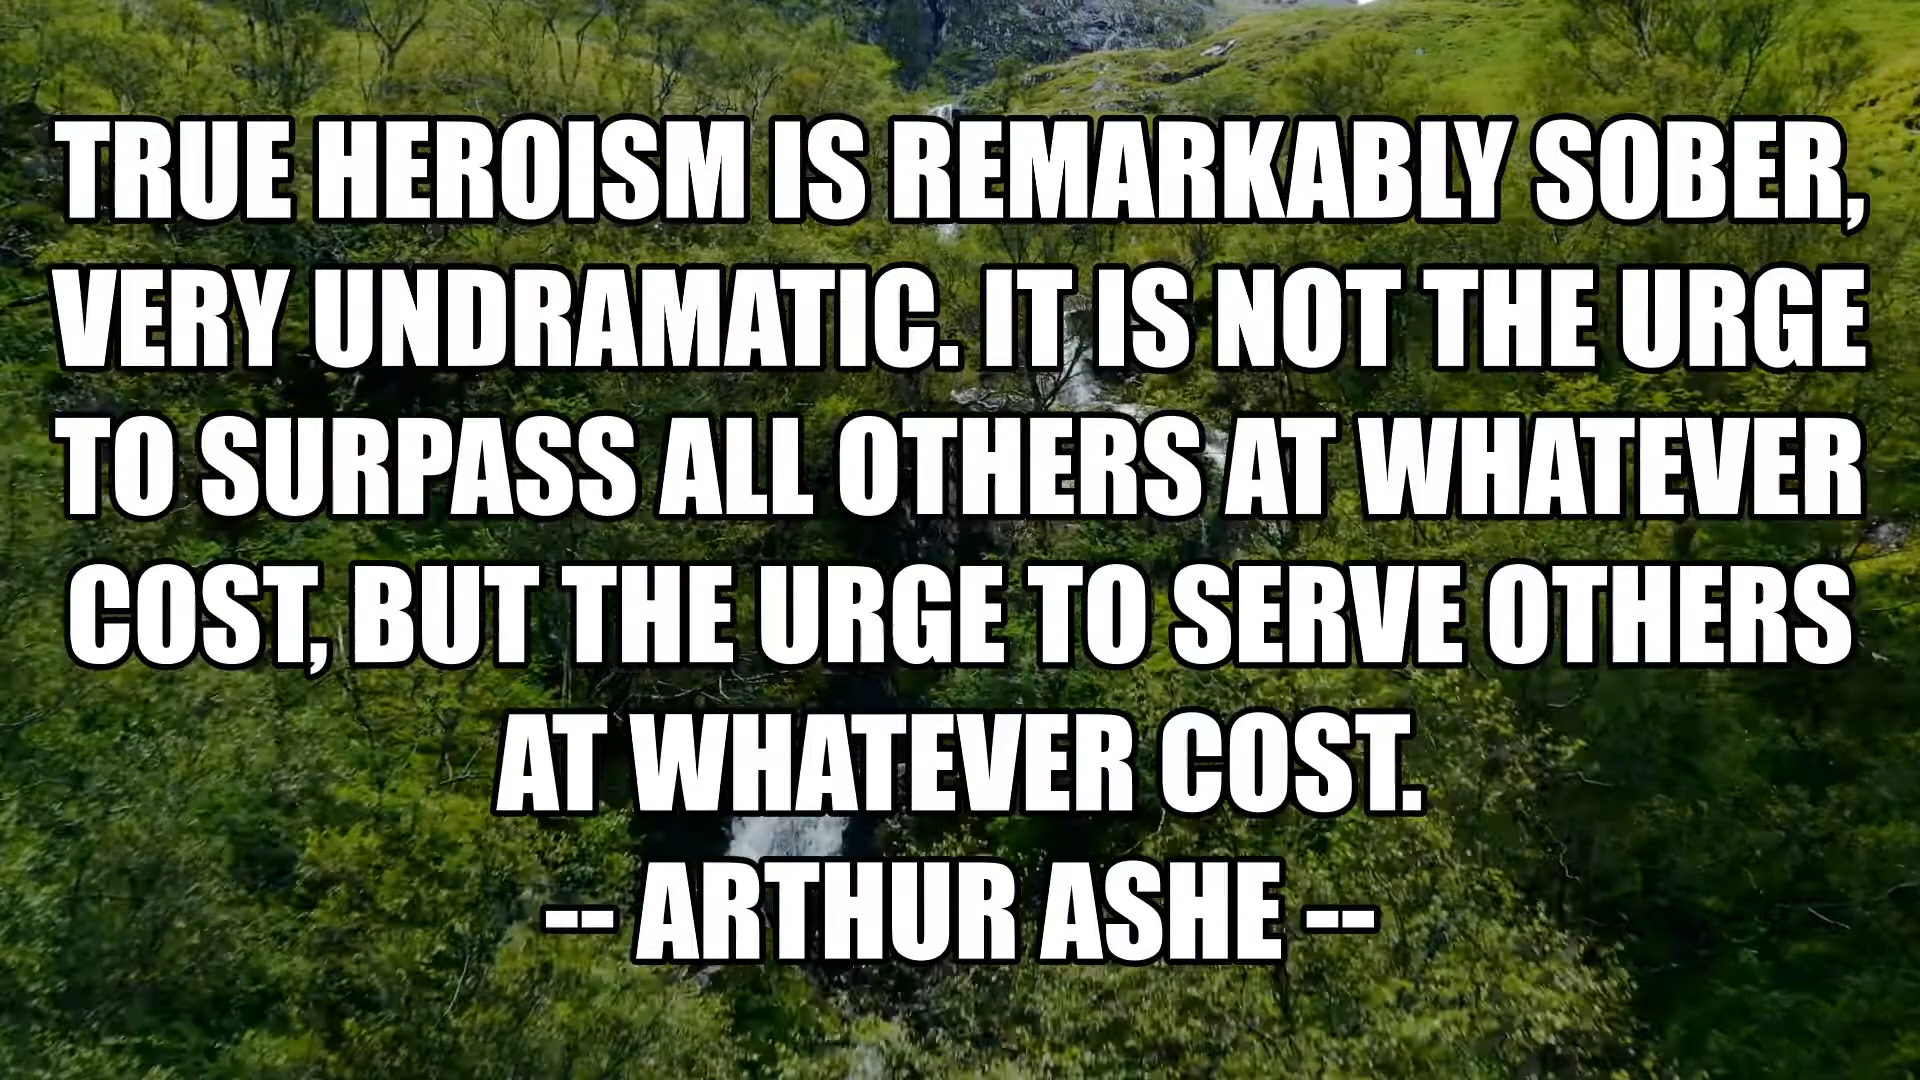 TRUE HEROISM IS REMARKABLY SOBER,
VERY UNDRAMATIC. IT IS NOT THE URGE
TO SURPASS ALL OTHERS AT WHATEVER
COST, BUT THE URGE TO SERVE OTHERS
AT WHATEVER COST.
-- ARTHUR ASHE --